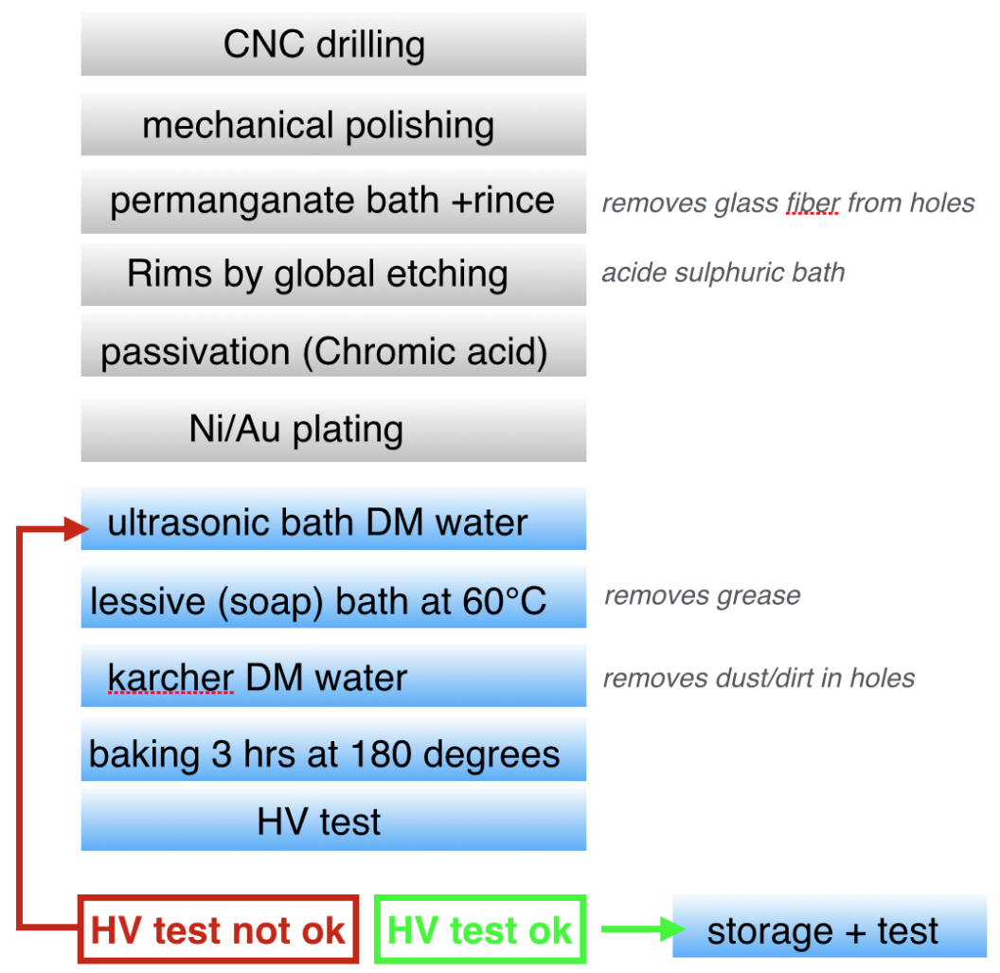 CNC drilling
mechanical polishing
permanganate bath +rince
removes glass fiber from holes
Rims by global etching
acide sulphuric bath
passivation (Chromic acid)
Ni/Au plating
ultrasonic bath DM water
lessive (soap) bath at 60°C
removes grease
karcher DM water
removes dust/dirt in holes
baking 3 hrs at 180 degrees
HV test
HV test not ok
HV test ok
storage + test